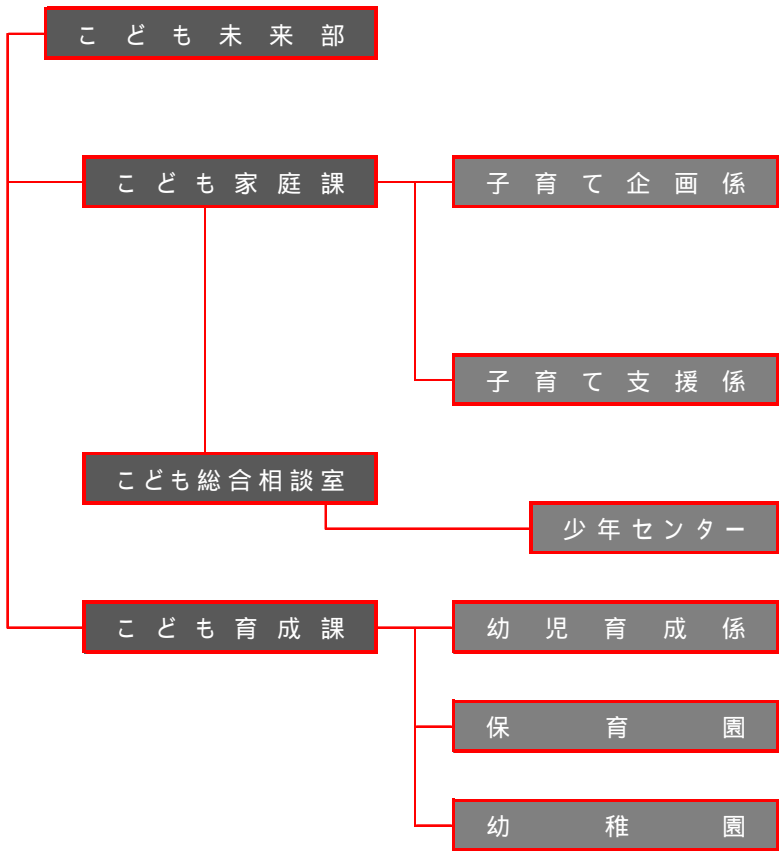 こども未来部
こども家庭課
子育て企画係
子育て支援係
こども総合相談室
少年センター
こども育成課
幼児育成係
保育園
幼稚園